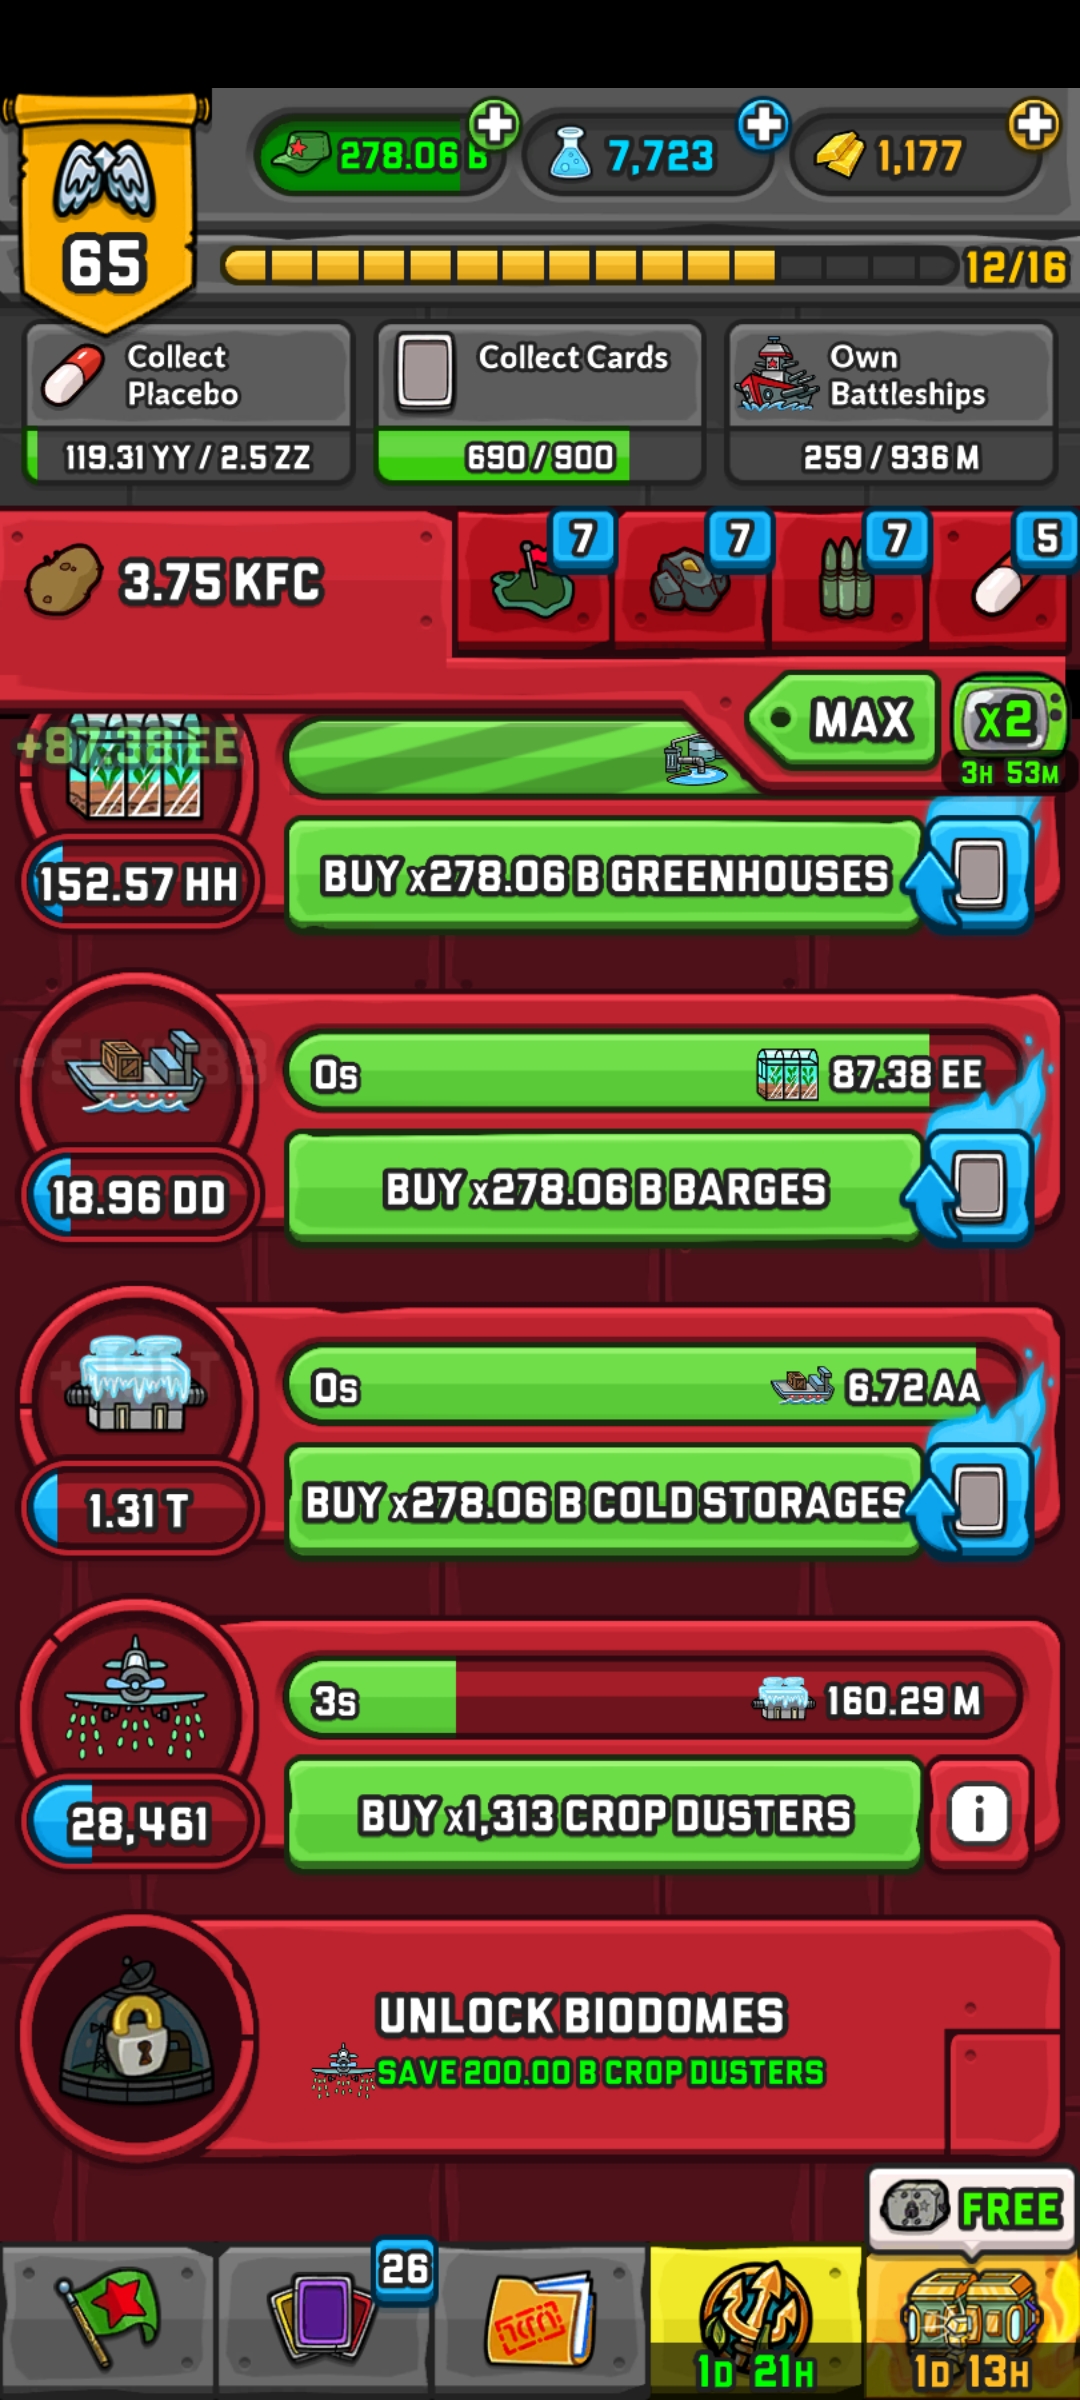 65
278.06 B
7,723
1,177
12/16
Collect
Placebo
119.31 YY / 2.5 ZZ
Collect Cards
690/900
Own
Battleships
259 / 936 M
3.75 KFC
7
7
7
5
MAX
x2
3H 53M
+87.38 EE
152.57 HH
BUY x278.06 B GREENHOUSES
0s
87.38 EE
18.96 DD
BUY x278.06 B BARGES
0s
6.72 AA
1.31 T
BUY x278.06 B COLD STORAGES
3s
160.29 M
28,461
BUY x1,313 CROP DUSTERS
i
UNLOCK BIODOMES
SAVE 200.00 B CROP DUSTERS
FREE
26
1D 21H
1D 13H